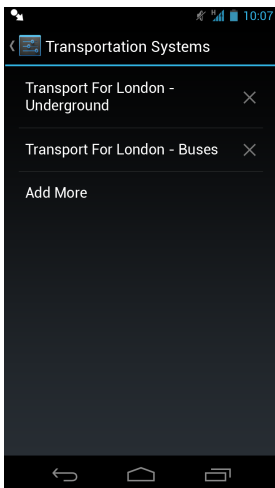 H 10:07
Transportation Systems
Transport For London -
Underground
Transport For London - Buses
Add More